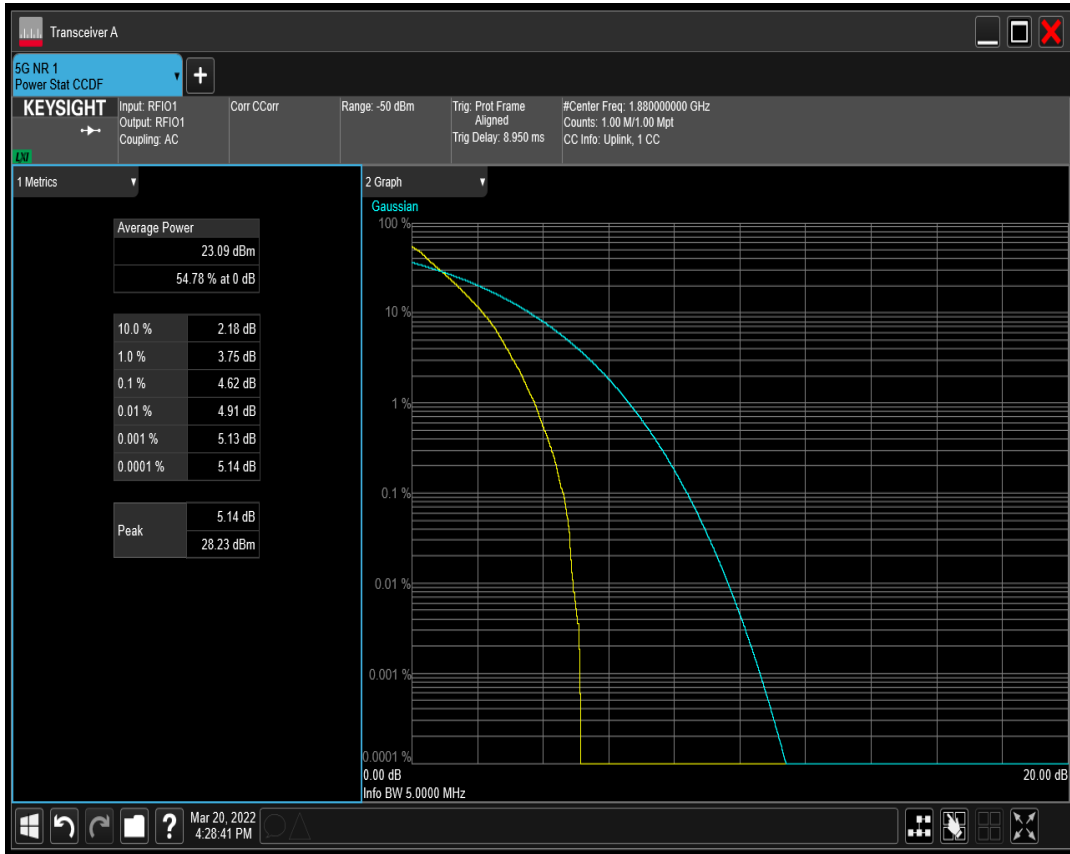 Transceiver A
5G NR 1
Power Stat CCDF
+
KEYSIGHT
LXI
Input: RFIO1
Output: RFIO1
Coupling: AC
Corr CCorr
Range: -50 dBm
Trig: Prot Frame
Aligned
Trig Delay: 8.950 ms
#Center Freq: 1.880000000 GHz
Counts: 1.00 M/1.00 Mpt
CC Info: Uplink, 1 CC
1 Metrics
Average Power
23.09 dBm
54.78 % at 0 dB
10.0 % 2.18 dB
1.0 % 3.75 dB
0.1 % 4.62 dB
0.01 % 4.91 dB
0.001 % 5.13 dB
0.0001 % 5.14 dB
Peak
5.14 dB
28.23 dBm
2 Graph
Gaussian
100 %
10 %
1 %
0.1 %
0.01 %
0.001 %
0.0001 %
0.00 dB 20.00 dB
Info BW 5.0000 MHz
?
Mar 20, 2022
4:28:41 PM